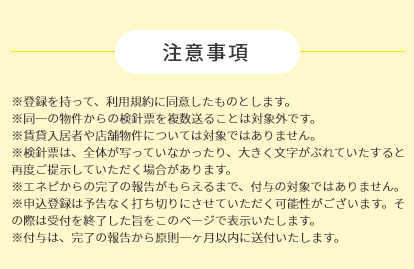 注意事項
※登録を持って、利用規約に同意したものとします。
※同一の物件からの検針票を複数送ることは対象外です。
※賃貸入居者や店舗物件については対象ではありません。
※検針票は、全体が写っていなかったり、大きく文字がぶれていたすると
再度ご提示していただく場合があります。
※エネピからの完了の報告がもらえるまで、付与の対象ではありません。
※申込登録は予告なく打ち切りにさせていただく可能性がございます。そ
の際は受付を終了した旨をこのページで表示いたします。
※付与は、完了の報告から原則一ヶ月以内に送付いたします。